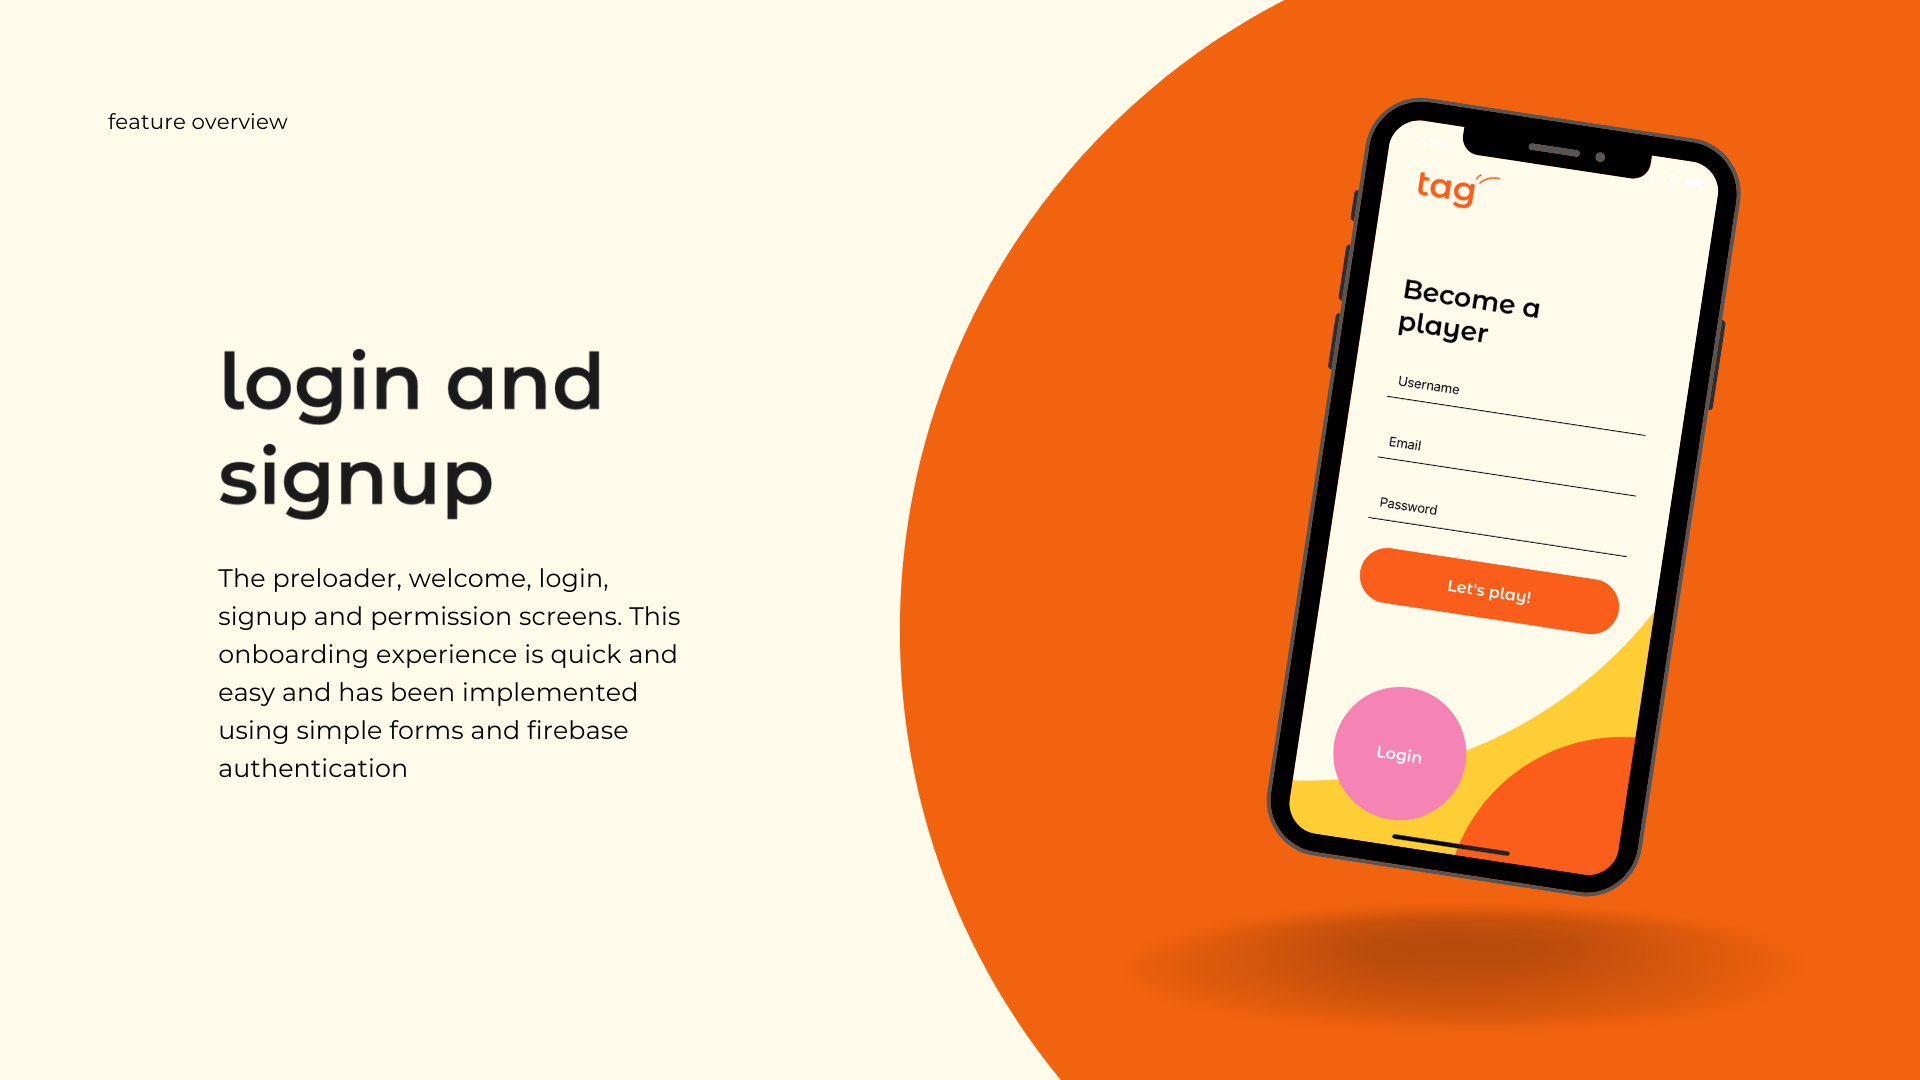 feature overview
login and
signup
The preloader, welcome, login,
signup and permission screens. This
onboarding experience is quick and
easy and has been implemented
using simple forms and firebase
authentication
tag
Become a
player
Username
Email
Password
Let's play!
Login